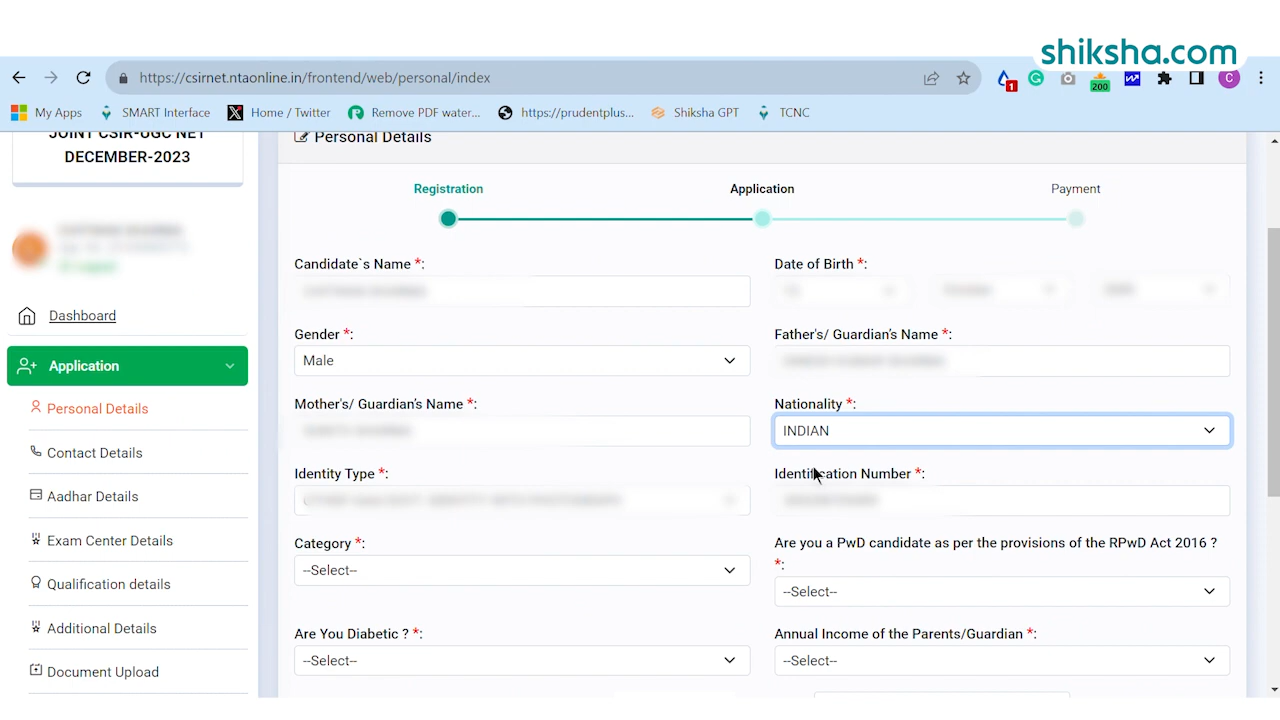 shiksha.com
https://csirnet.ntaonline.in/frontend/web/personal/index
1
200
C
My Apps
SMART Interface
Home / Twitter
Remove PDF water...
https://prudentplus...
Shiksha GPT
TCNC
JOINT CSIR-UGC NET
DECEMBER-2023
Dashboard
Application
Personal Details
Contact Details
Aadhar Details
Exam Center Details
Qualification details
Additional Details
Document Upload
Personal Details
Registration
Application
Payment
Candidate`s Name *:
Date of Birth *:
Gender *:
Male
Father's/ Guardian's Name *:
Mother's/ Guardian's Name *:
Nationality *:
INDIAN
Identity Type *:
Identification Number *:
Category *:
--Select--
Are you a PwD candidate as per the provisions of the RPwD Act 2016 ?
*:
--Select--
Are You Diabetic ? *:
--Select--
Annual Income of the Parents/Guardian *:
--Select--